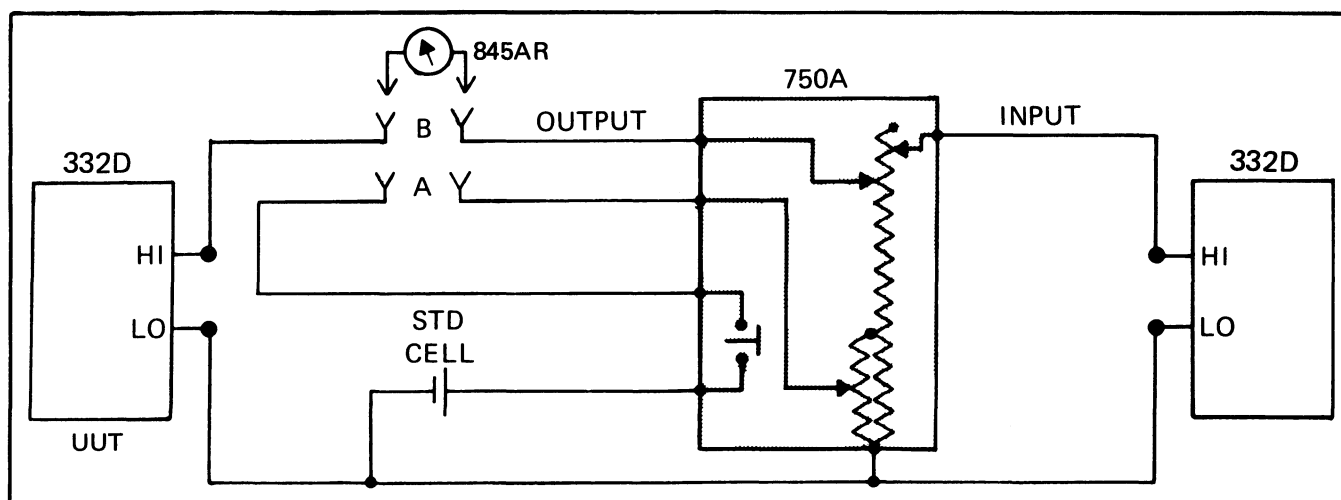 845AR
750A
B
OUTPUT
INPUT
332D
332D
A
HI
HI
LO
STD
LO
CELL
UUT